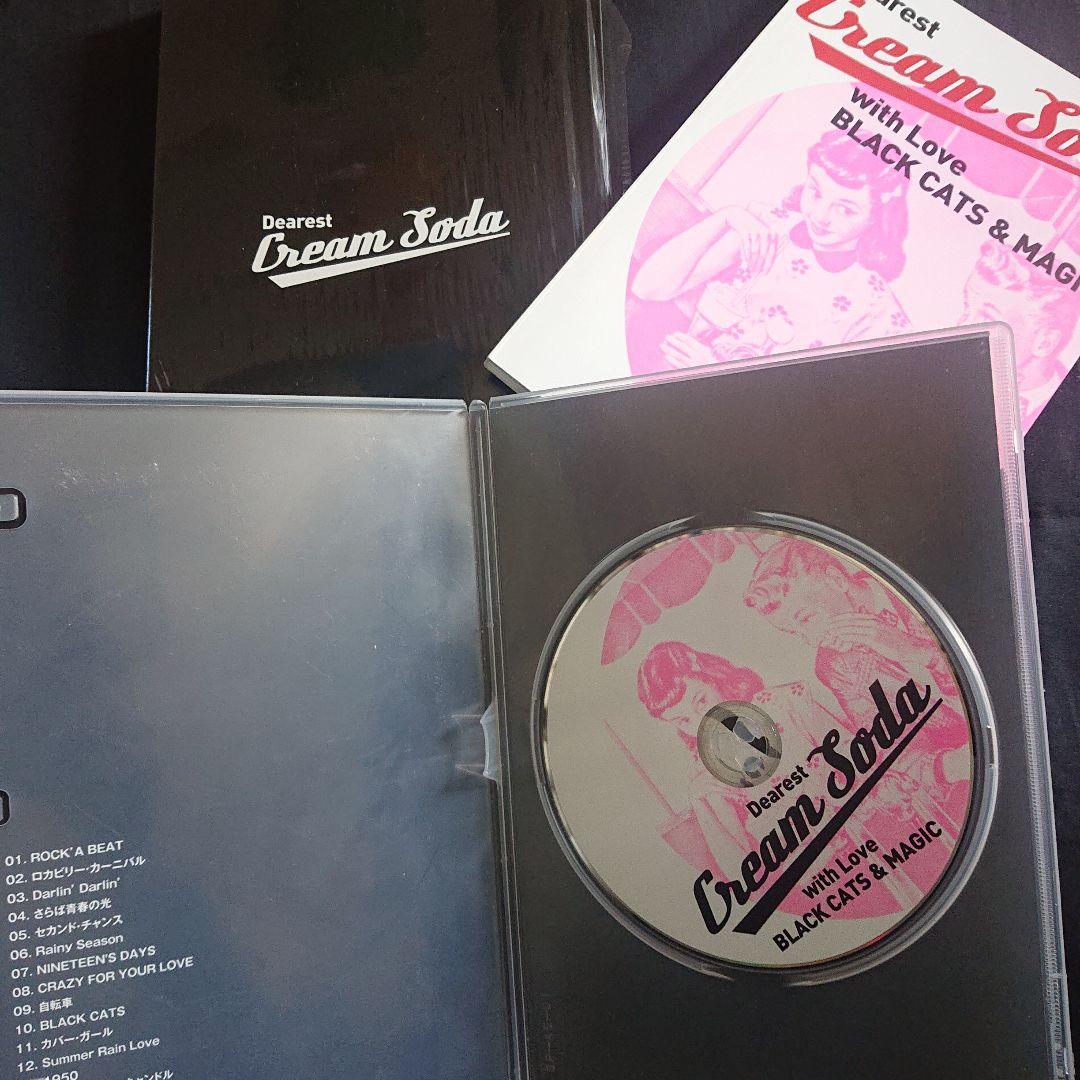 Dearest
Cream Soda
Dearest
Cream Soda
with Love
BLACK CATS & MAGIC
Dearest
Cream Soda
with Love
BLACK CATS & MAGIC
01. ROCK'A BEAT
02. ロカビリー・カーニバル
03. Darlin' Darlin'
04. さらば青春の光
05. セカンド・チャンス
06. Rainy Season
07. NINETEEN'S DAYS
08. CRAZY FOR YOUR LOVE
09. 自転車
10. BLACK CATS
11. カバー・ガール
12. Summer Rain Love
1950